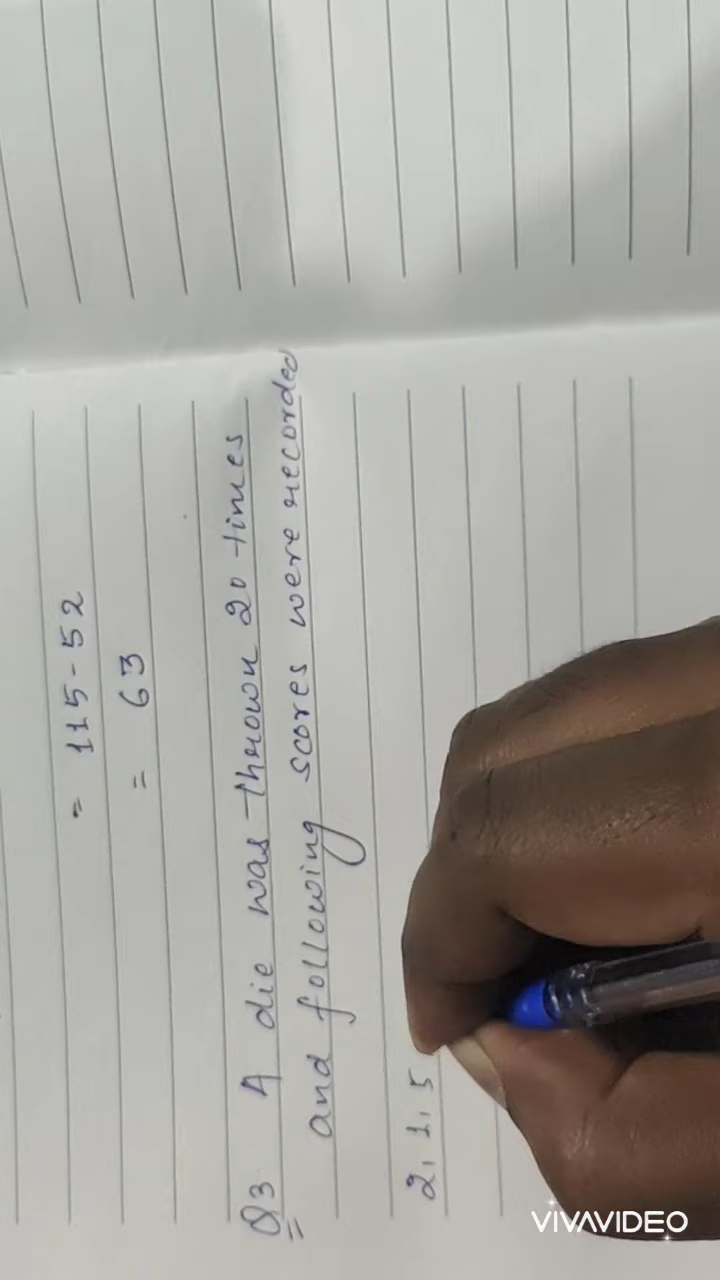 = 115-52
= 63
Q3. A die was thrown 20 times
and following scores were recorded
2, 1, 5
VIVAVIDEO